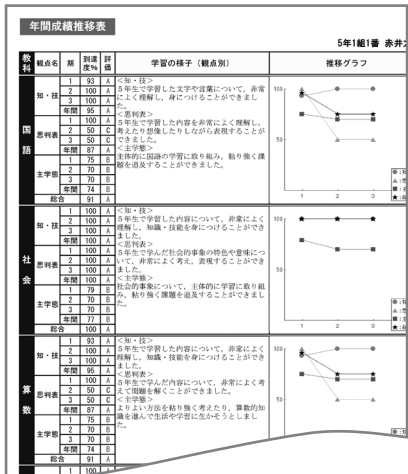 年間成績推移表
5年1組1番 赤井
教科 観点名 期 到達度% 評価 学習の様子（観点別） 推移グラフ
国語
知・技
1 93 A
2 100 A
3 100 A
年間 95 A
思判表
1 100 A
2 50 C
3 50 C
年間 87 A
主学態
1 75 B
2 70 B
3 70 B
年間 74 B
総合 91 A
＜知・技＞
5年生で学習した文字や言葉について、非常
によく理解し、身につけることができまし
た。
＜思判表＞
5年生で学習した内容を非常によく理解し、
考えたり想像したりしながら表現することが
できました。
＜主学態＞
主体的に国語の学習に取り組み、粘り強く課
題を追及することができました。
100
50
1 2 3
社会
知・技
1 100 A
2 100 A
3 100 A
年間 100 A
思判表
1 100 A
2 100 A
3 100 A
年間 100 A
主学態
1 79 B
2 70 B
3 70 B
年間 77 B
総合 100 A
＜知・技＞
5年生で学習した内容について、非常によく
理解し、知識・技能を身につけることができ
ました。
＜思判表＞
5年生で学んだ社会的事象の特色や意味につ
いて、非常によく考え、表現することができ
ました。
＜主学態＞
社会的事象について、主体的に学習に取り組
み、粘り強く課題を追及することができまし
た。
100
50
1 2 3
算数
知・技
1 93 A
2 100 A
3 100 A
年間 95 A
思判表
1 100 A
2 50 C
3 50 C
年間 87 A
主学態
1 75 B
2 70 B
3 70 B
年間 74 B
総合 91 A
＜知・技＞
5年生で学習した内容について、非常によく
理解し、知識・技能を身につけることができ
ました。
＜思判表＞
5年生で学んだ内容について、非常によく考
えて問題を解くことができました。
＜主学態＞
よりよい方法を粘り強く考えたり、算数的知
識を進んで生活や学習に生かそうとしまし
た。
100
50
1 2 3
1 100